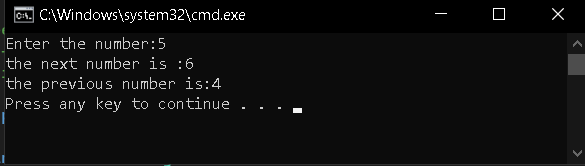 C:\Windows\system32\cmd.exe
Enter the number:5
the next number is :6
the previous number is:4
Press any key to continue . . .